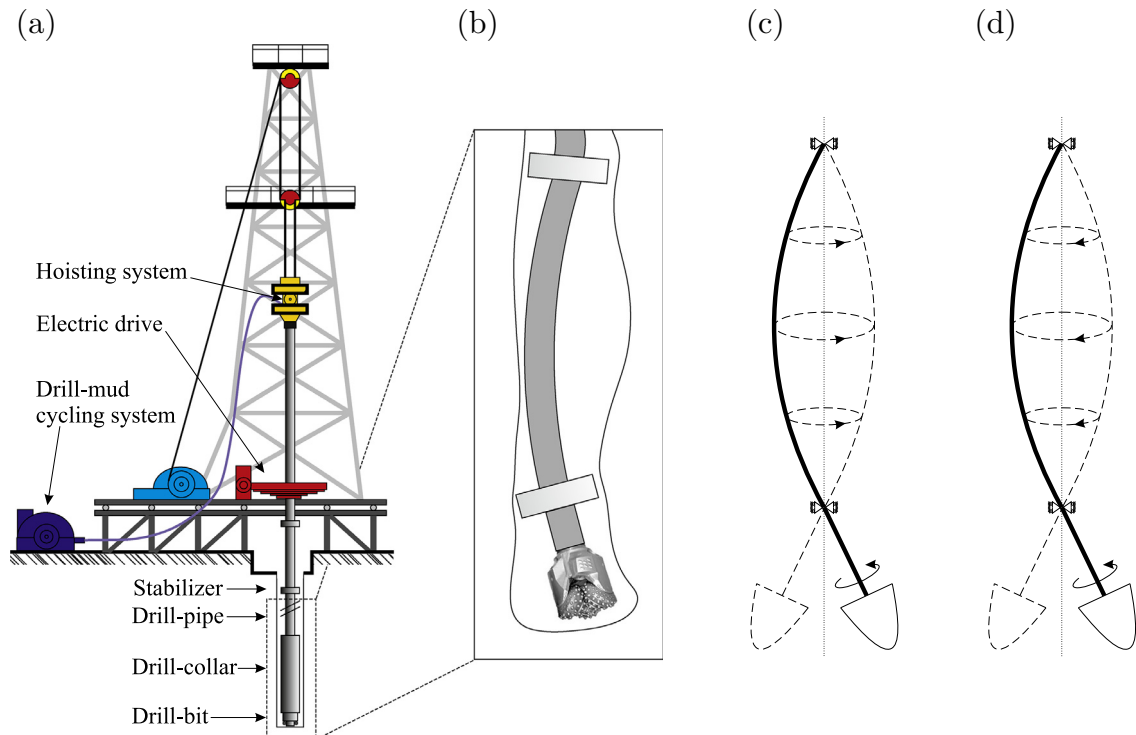 (a)
(b)
(c)
(d)
Hoisting system
Electric drive
Drill-mud
cycling system
Stabilizer
Drill-pipe
Drill-collar
Drill-bit